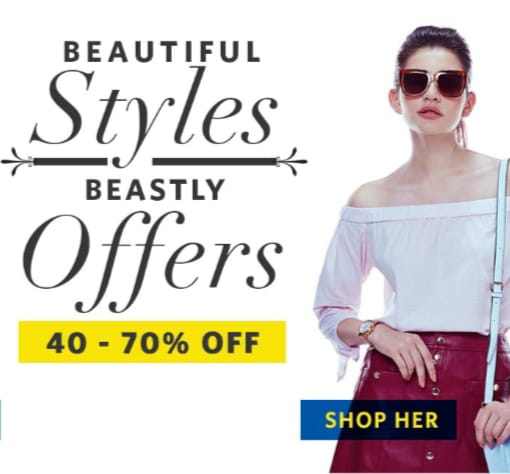 BEAUTIFUL
Styles
BEASTLY
Offers
40 - 70% OFF
SHOP HER